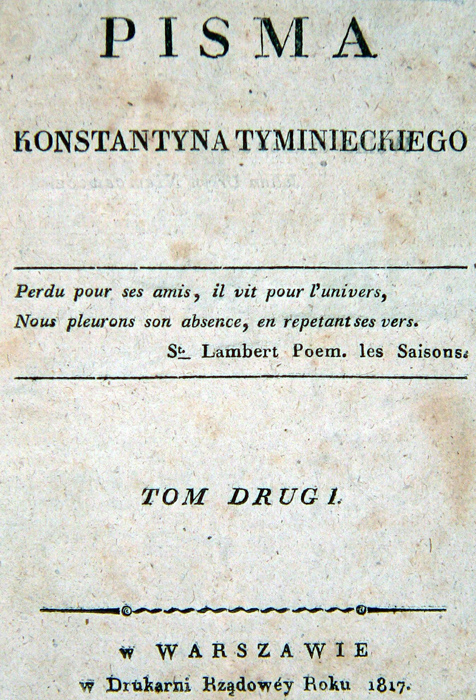 PISMA
KONSTANTYNA TYMINIECKIEGO
Perdu pour ses amis, il vit pour l'univers,
Nous pleurons son absence, en repetant ses vers.
St. Lambert Poem. les Saisons.
TOM DRUGI.
w WARSZAWIE
w Drukarni Rządowéy Roku 1817.